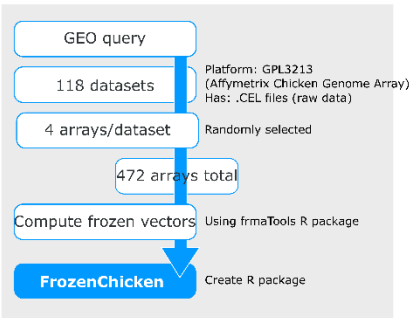 GEO query
118 datasets
Platform: GPL3213
(Affymetrix Chicken Genome Array)
Has: .CEL files (raw data)
4 arrays/dataset
Randomly selected
472 arrays total
Compute frozen vectors
Using frmaTools R package
FrozenChicken
Create R package